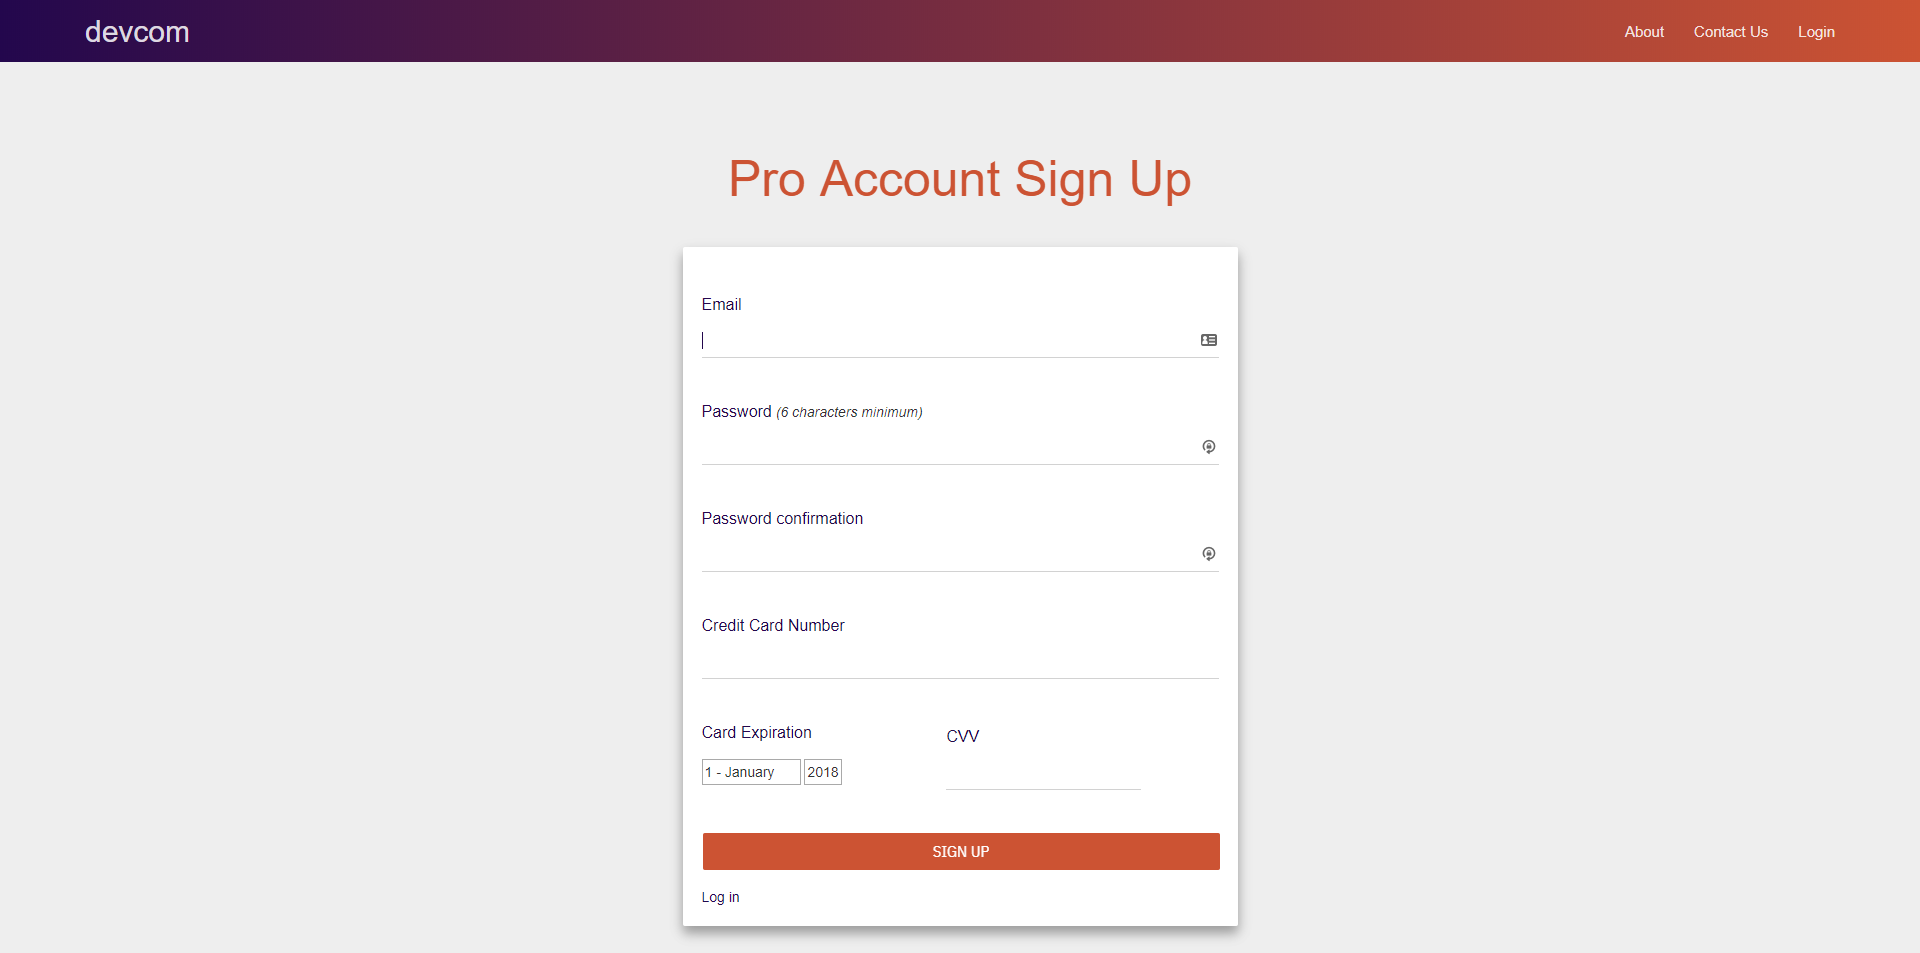 devcom
About Contact Us Login
Pro Account Sign Up
Email
Password (6 characters minimum)
Password confirmation
Credit Card Number
Card Expiration
CVV
1 - January 2018
SIGN UP
Log in